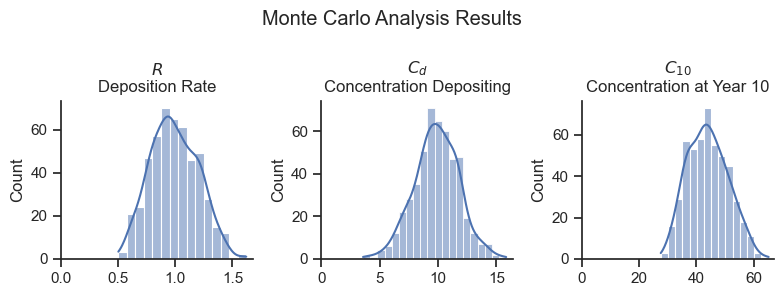 Monte Carlo Analysis Results
R
Deposition Rate
C_d
Concentration Depositing
C_10
Concentration at Year 10
Count
60
40
20
0
0.0 0.5 1.0 1.5
Count
60
40
20
0
0 5 10 15
Count
60
40
20
0
0 20 40 60